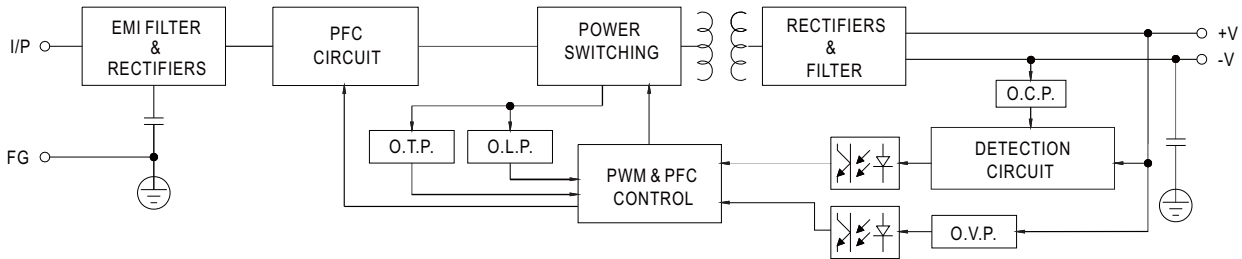 I/P
EMI FILTER
&
RECTIFIERS
PFC
CIRCUIT
POWER
SWITCHING
RECTIFIERS
&
FILTER
+V
-V
O.C.P.
FG
O.T.P.
O.L.P.
PWM & PFC
CONTROL
DETECTION
CIRCUIT
O.V.P.